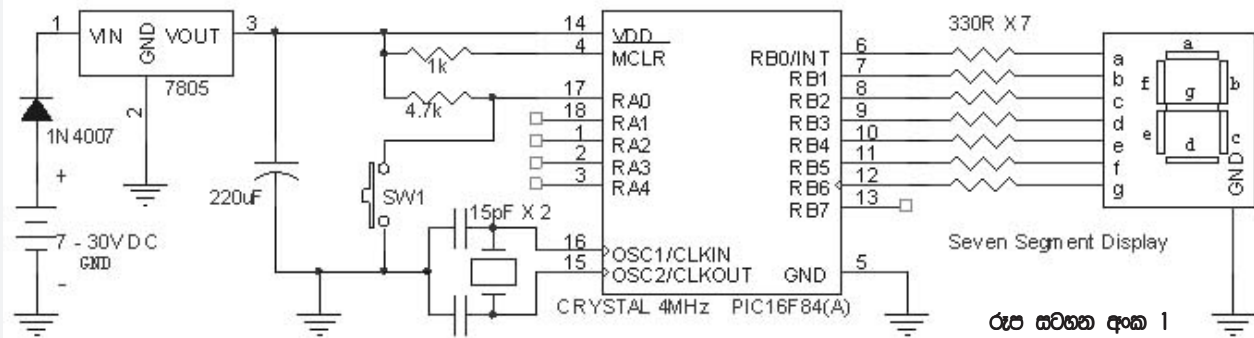 1
VIN
GND
VOUT
3
7805
2
1N4007
+
7 - 30VDC
GND
-
220uF
1k
4.7k
SW1
15pF X 2
14
VDD
4
MCLR
17
RA0
18
RA1
1
RA2
2
RA3
3
RA4
16
OSC1/CLKIN
15
OSC2/CLKOUT
CRYSTAL 4MHz
PIC16F84(A)
RB0/INT
6
RB1
7
RB2
8
RB3
9
RB4
10
RB5
11
RB6
12
RB7
13
GND
5
330R X 7
a
b
c
d
e
f
g
a
f
b
g
e
c
d
GND
Seven Segment Display
රූප සටහන අංක 1